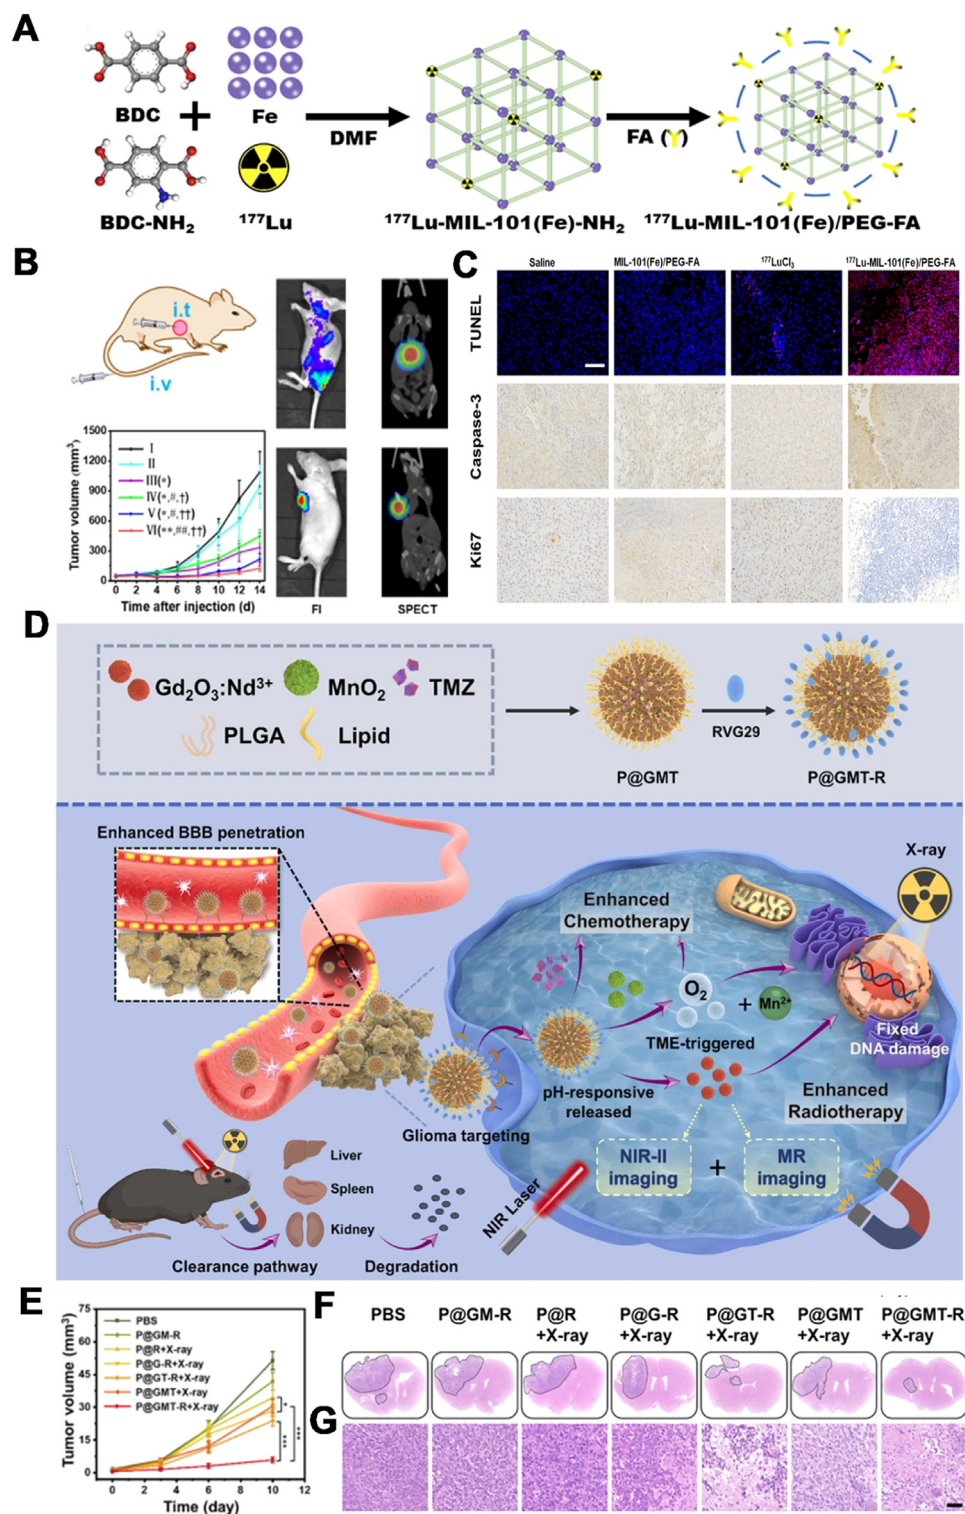 A
BDC
Fe
BDC-NH₂
¹⁷⁷Lu
DMF
¹⁷⁷Lu-MIL-101(Fe)-NH₂
FA (Y)
¹⁷⁷Lu-MIL-101(Fe)/PEG-FA
B
i.t
i.v
Tumor volume (mm³)
1500
1200
900
600
300
0
I
II
III(*)
IV(*,#,†)
V(*,#,††)
VI(**,##,††)
0 2 4 6 8 10 12 14
Time after injection (d)
FI
SPECT
C
Saline
MIL-101(Fe)/PEG-FA
¹⁷⁷LuCl₃
¹⁷⁷Lu-MIL-101(Fe)/PEG-FA
TUNEL
Caspase-3
Ki67
D
Gd₂O₃:Nd³⁺
MnO₂
TMZ
PLGA
Lipid
P@GMT
RVG29
P@GMT-R
Enhanced BBB penetration
X-ray
Enhanced
Chemotherapy
O₂
+
Mn²⁺
TME-triggered
Fixed
DNA damage
pH-responsive
released
Enhanced
Radiotherapy
Glioma targeting
NIR-II
imaging
+
MR
imaging
NIR Laser
Liver
Spleen
Kidney
Clearance pathway
Degradation
E
Tumor volume (mm³)
75
60
45
30
15
0
PBS
P@GM-R
P@R+X-ray
P@G-R+X-ray
P@GT-R+X-ray
P@GMT+X-ray
P@GMT-R+X-ray
*
***
***
0 2 4 6 8 10
Time (day)
F
PBS
P@GM-R
P@R
+X-ray
P@G-R
+X-ray
P@GT-R
+X-ray
P@GMT
+X-ray
P@GMT-R
+X-ray
G